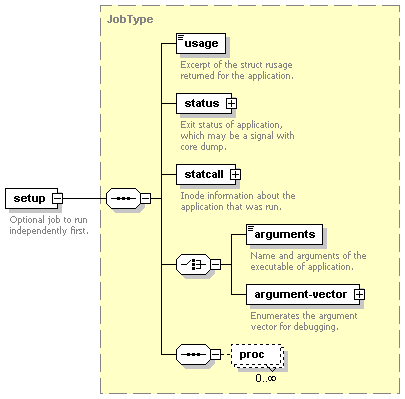 JobType
usage
Excerpt of the struct rusage
returned for the application.
status
Exit status of application,
which may be a signal with
core dump.
statcall
Inode information about the
application that was run.
setup
Optional job to run
independently first.
arguments
Name and arguments of the
executable of application.
argument-vector
Enumerates the argument
vector for debugging.
proc
0..∞